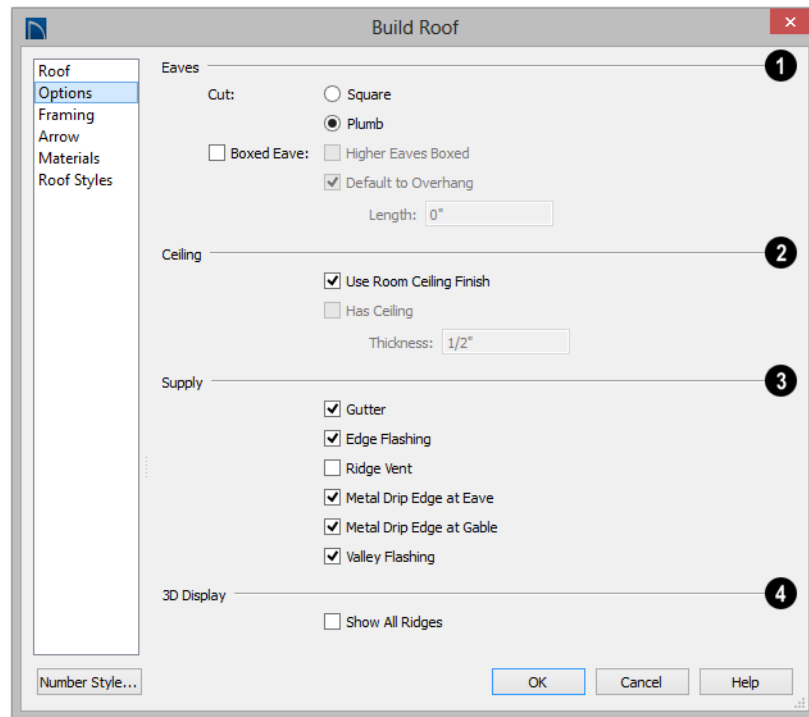 Build Roof
Roof
Options
Framing
Arrow
Materials
Roof Styles
Eaves 1
Cut: Square
Plumb
Boxed Eave: Higher Eaves Boxed
Default to Overhang
Length: 0"
Ceiling 2
Use Room Ceiling Finish
Has Ceiling
Thickness: 1/2"
Supply 3
Gutter
Edge Flashing
Ridge Vent
Metal Drip Edge at Eave
Metal Drip Edge at Gable
Valley Flashing
3D Display 4
Show All Ridges
Number Style... OK Cancel Help